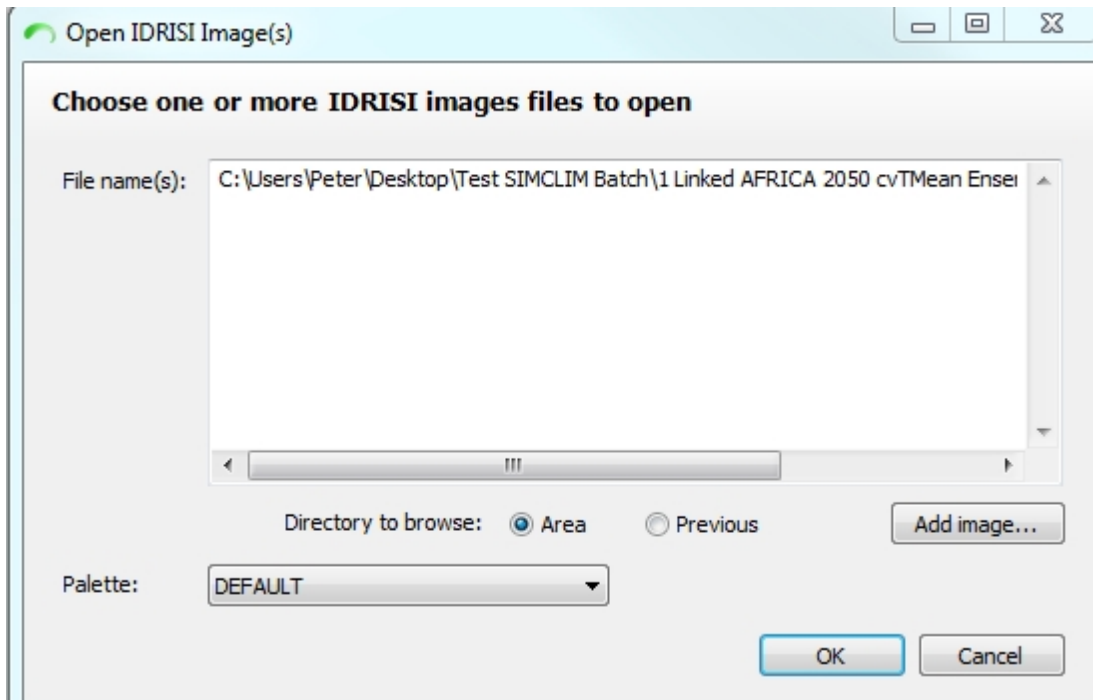 Open IDRISI Image(s)
Choose one or more IDRISI images files to open
File name(s): C:\Users\Peter\Desktop\Test SIMCLIM Batch\1 Linked AFRICA 2050 cvTMean Enser
Directory to browse: Area Previous Add image...
Palette: DEFAULT
OK Cancel